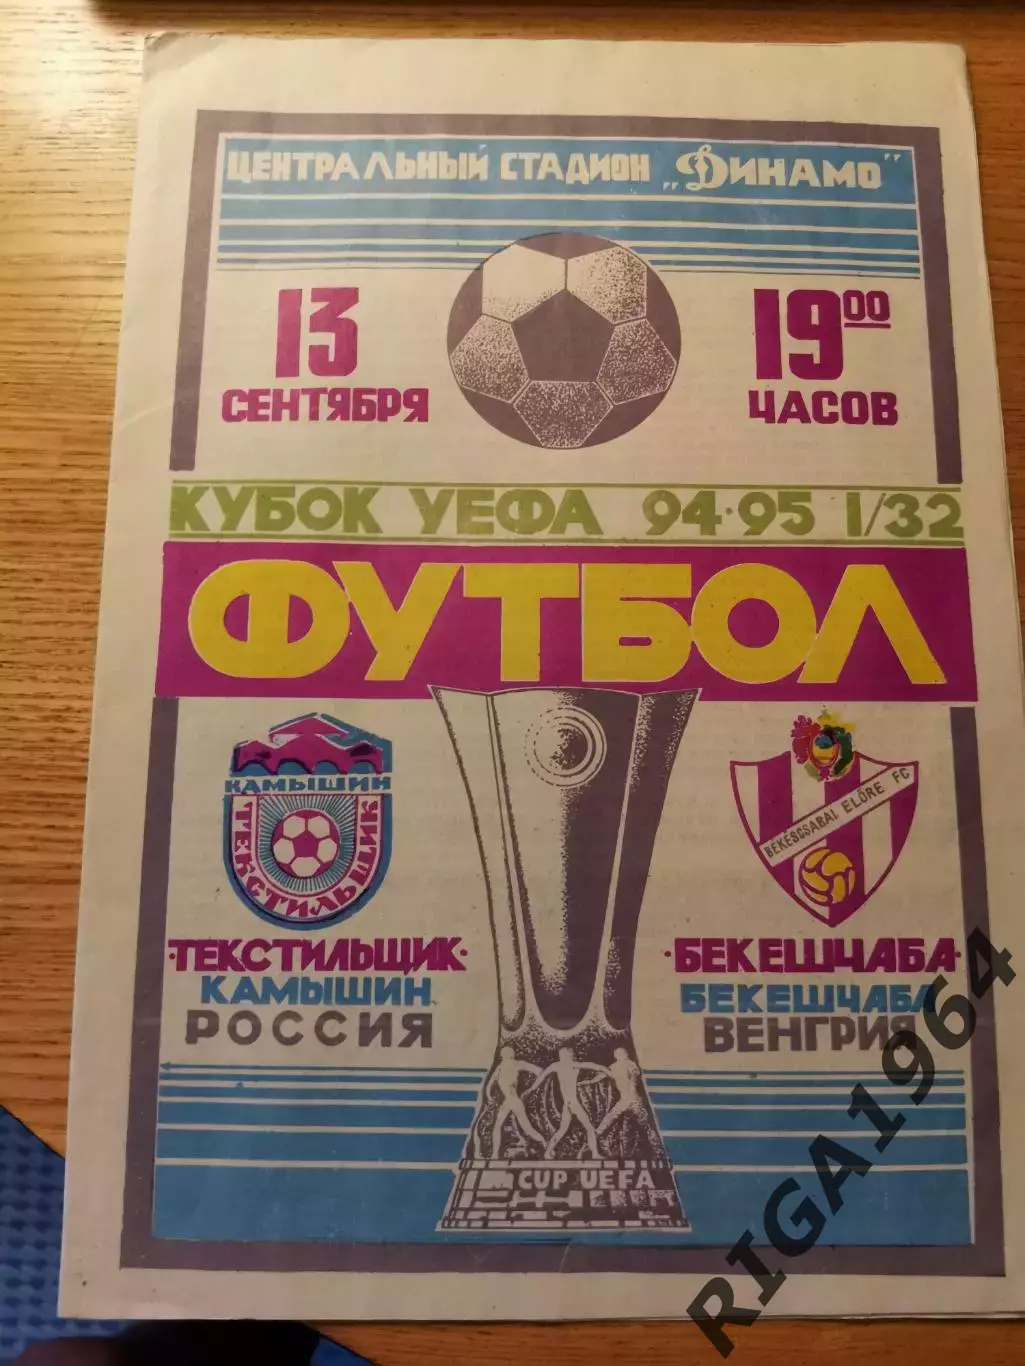 ЦЕНТРАЛЬНЫЙ СТАДИОН „ДИНАМО"
13
СЕНТЯБРЯ
19 00
ЧАСОВ
КУБОК УЕФА 94·95 1/32
ФУТБОЛ
КАМЫШИН
ТЕКСТИЛЬЩИК
BÉKÉSCSABAI ELŐRE FC
·ТЕКСТИЛЬЩИК·
КАМЫШИН
РОССИЯ
·БЕКЕШЧАБА·
БЕКЕШЧАБА
ВЕНГРИЯ
CUP UEFA
RIGA1964